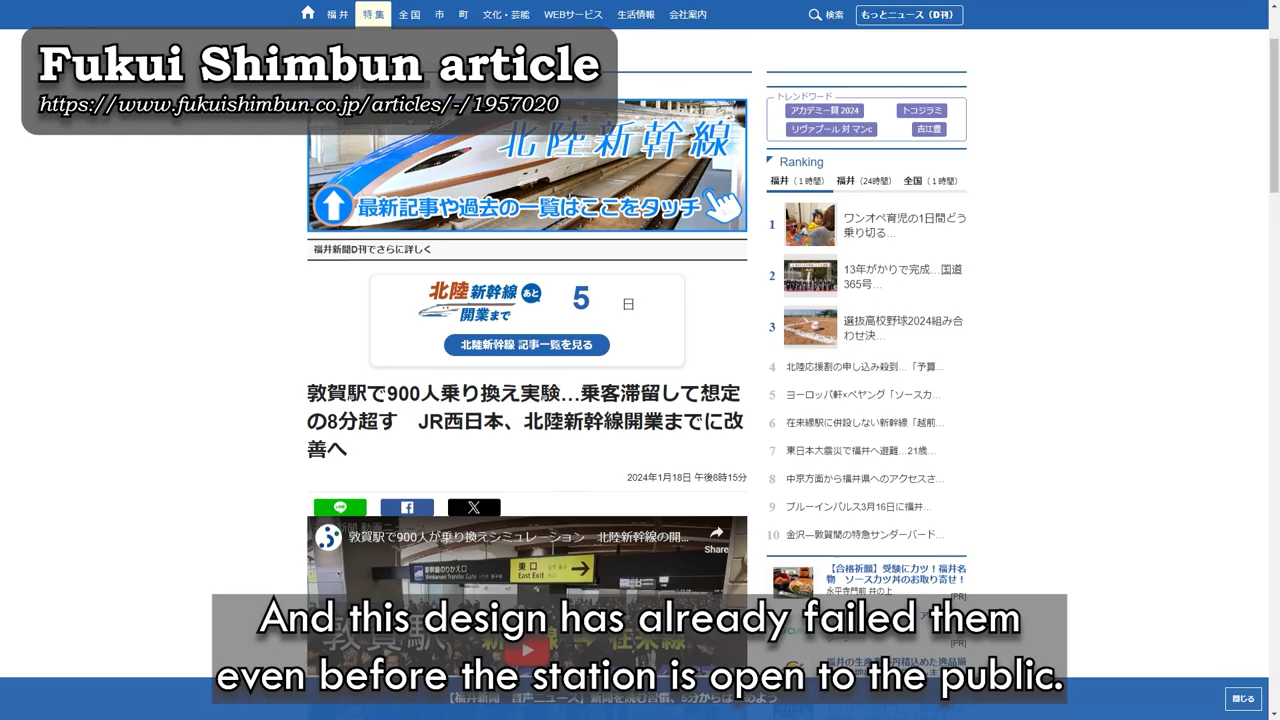 福井 特集 全国 市町 文化・芸能 WEBサービス 生活情報 会社案内 検索 もっとニュース（D刊）
Fukui Shimbun article
https://www.fukuishimbun.co.jp/articles/-/1957020
北陸新幹線
最新記事や過去の一覧はここをタッチ
福井新聞D刊でさらに詳しく
北陸新幹線 開業まで あと 5 日
北陸新幹線 記事一覧を見る
敦賀駅で900人乗り換え実験…乗客滞留して想定
の8分超す　JR西日本、北陸新幹線開業までに改
善へ
2024年1月18日 午後8時15分
敦賀駅で900人が乗り換えシミュレーション　北陸新幹線の開...
Share
新幹線のりかえ口
Shinkansen Transfer Gate
東口
East Exit
トレンドワード
アカデミー賞 2024 トコジラミ
リヴァプール 対 マンc 吉江豊
Ranking
福井（1時間） 福井（24時間） 全国（1時間）
1 ワンオペ育児の1日間どう
乗り切る...
2 13年がかりで完成…国道
365号...
3 選抜高校野球2024組み合
わせ決...
4 北陸応援割の申し込み殺到…「予算...
5 ヨーロッパ軒×ペヤング「ソースカ...
6 在来線駅に併設しない新幹線「越前...
7 東日本大震災で福井へ避難…21歳...
8 中京方面から福井県へのアクセスさ...
9 ブルーインパルス3月16日に福井...
10 金沢―敦賀間の特急サンダーバード...
【合格祈願】受験に力ツ！福井名
物　ソースカツ丼のお取り寄せ！
永平寺門前 井の上
[PR]
[PR]
And this design has already failed them
even before the station is open to the public.
閉じる